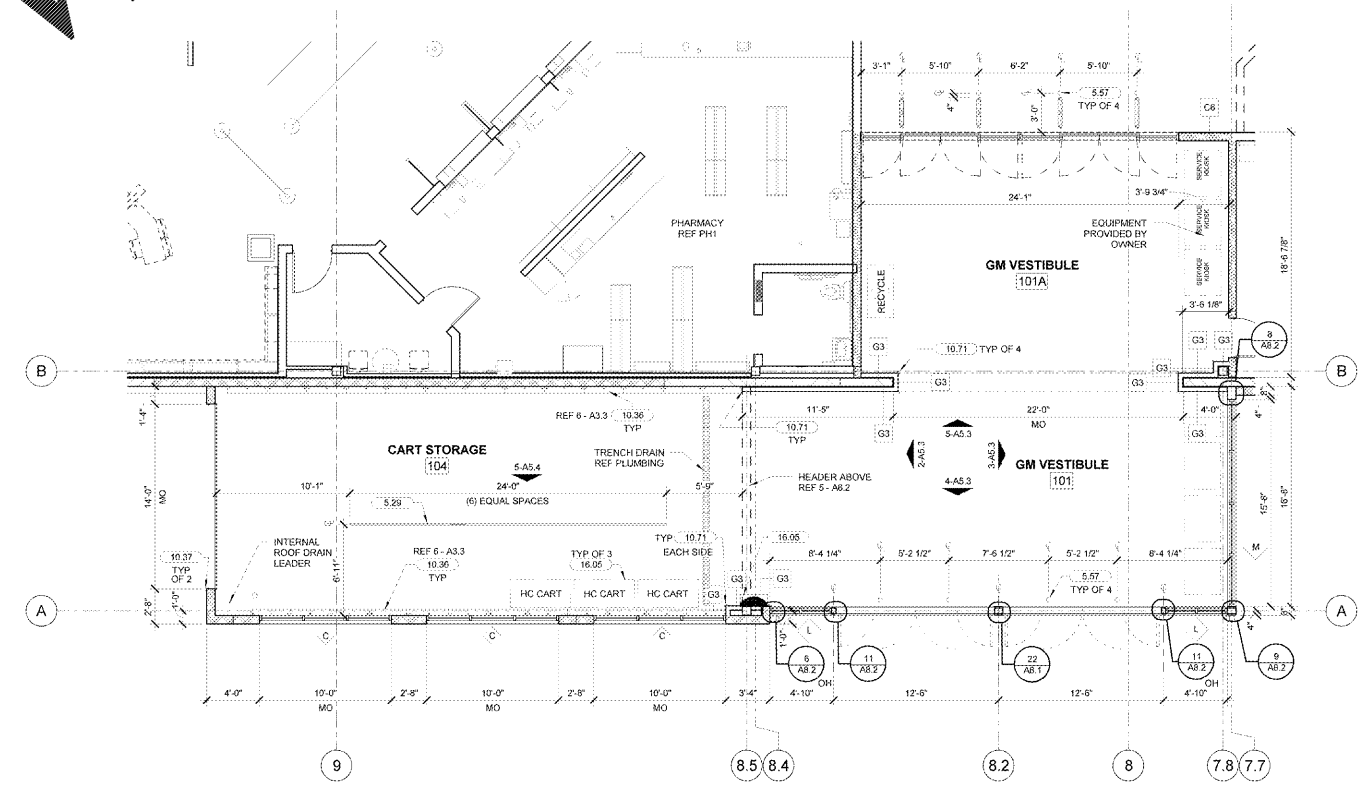 3'-1"
5'-10"
6'-2"
5'-10"
5.57
TYP OF 4
4"
3'-0"
C6
SERVICE
KIOSK
3'-9 3/4"
24'-1"
PHARMACY
REF PH1
EQUIPMENT
PROVIDED BY
OWNER
SERVICE
KIOSK
18'-6 7/8"
GM VESTIBULE
101A
SERVICE
KIOSK
RECYCLE
3'-6 1/8"
8
A8.2
G3
G3
G3
10.71 TYP OF 4
G3
B
B
G3
G3
1'-4"
REF 6 - A3.3
10.36
TYP
11'-5"
22'-0"
MO
4'-0"
8"
4"
10.71
TYP
G3
G3
CART STORAGE
104
5-A5.4
TRENCH DRAIN
REF PLUMBING
5-A5.3
2-A5.3
3-A5.3
4-A5.3
GM VESTIBULE
101
HEADER ABOVE
REF 5 - A6.2
14'-0"
MO
10'-1"
24'-0"
5'-9"
(6) EQUAL SPACES
5.29
16'-6"
INTERNAL
ROOF DRAIN
LEADER
REF 6 - A3.3
10.36
TYP
TYP OF 3
16.05
TYP 10.71
EACH SIDE
16.05
M
8'-4 1/4"
5'-2 1/2"
7'-6 1/2"
5'-2 1/2"
8'-4 1/4"
10.37
TYP
OF 2
6'-11"
5.57
TYP OF 4
G3
G3
HC CART
HC CART
HC CART
G3
2'-8"
1'-0"
A
A
4"
C
C
C
1'-0"
L
L
6
A8.2
11
A8.2
22
A8.1
11
A8.2
9
A8.2
OH
OH
4'-0"
10'-0"
MO
2'-8"
10'-0"
MO
2'-8"
10'-0"
MO
3'-4"
4'-10"
12'-6"
12'-6"
4'-10"
9
8.5
8.4
8.2
8
7.8
7.7